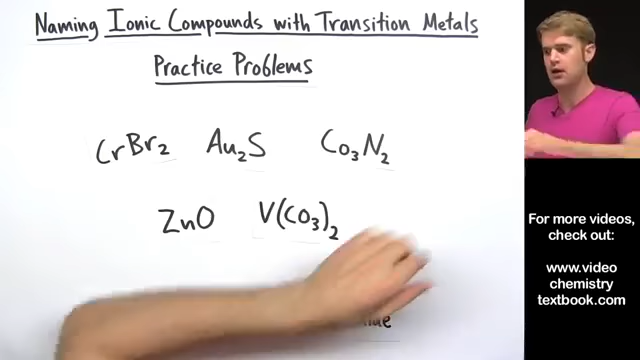 Naming Ionic Compounds with Transition Metals
Practice Problems
CrBr2 Au2S Co3N2
ZnO V(CO3)2
For more videos,
check out:
www.video
chemistry
textbook.com